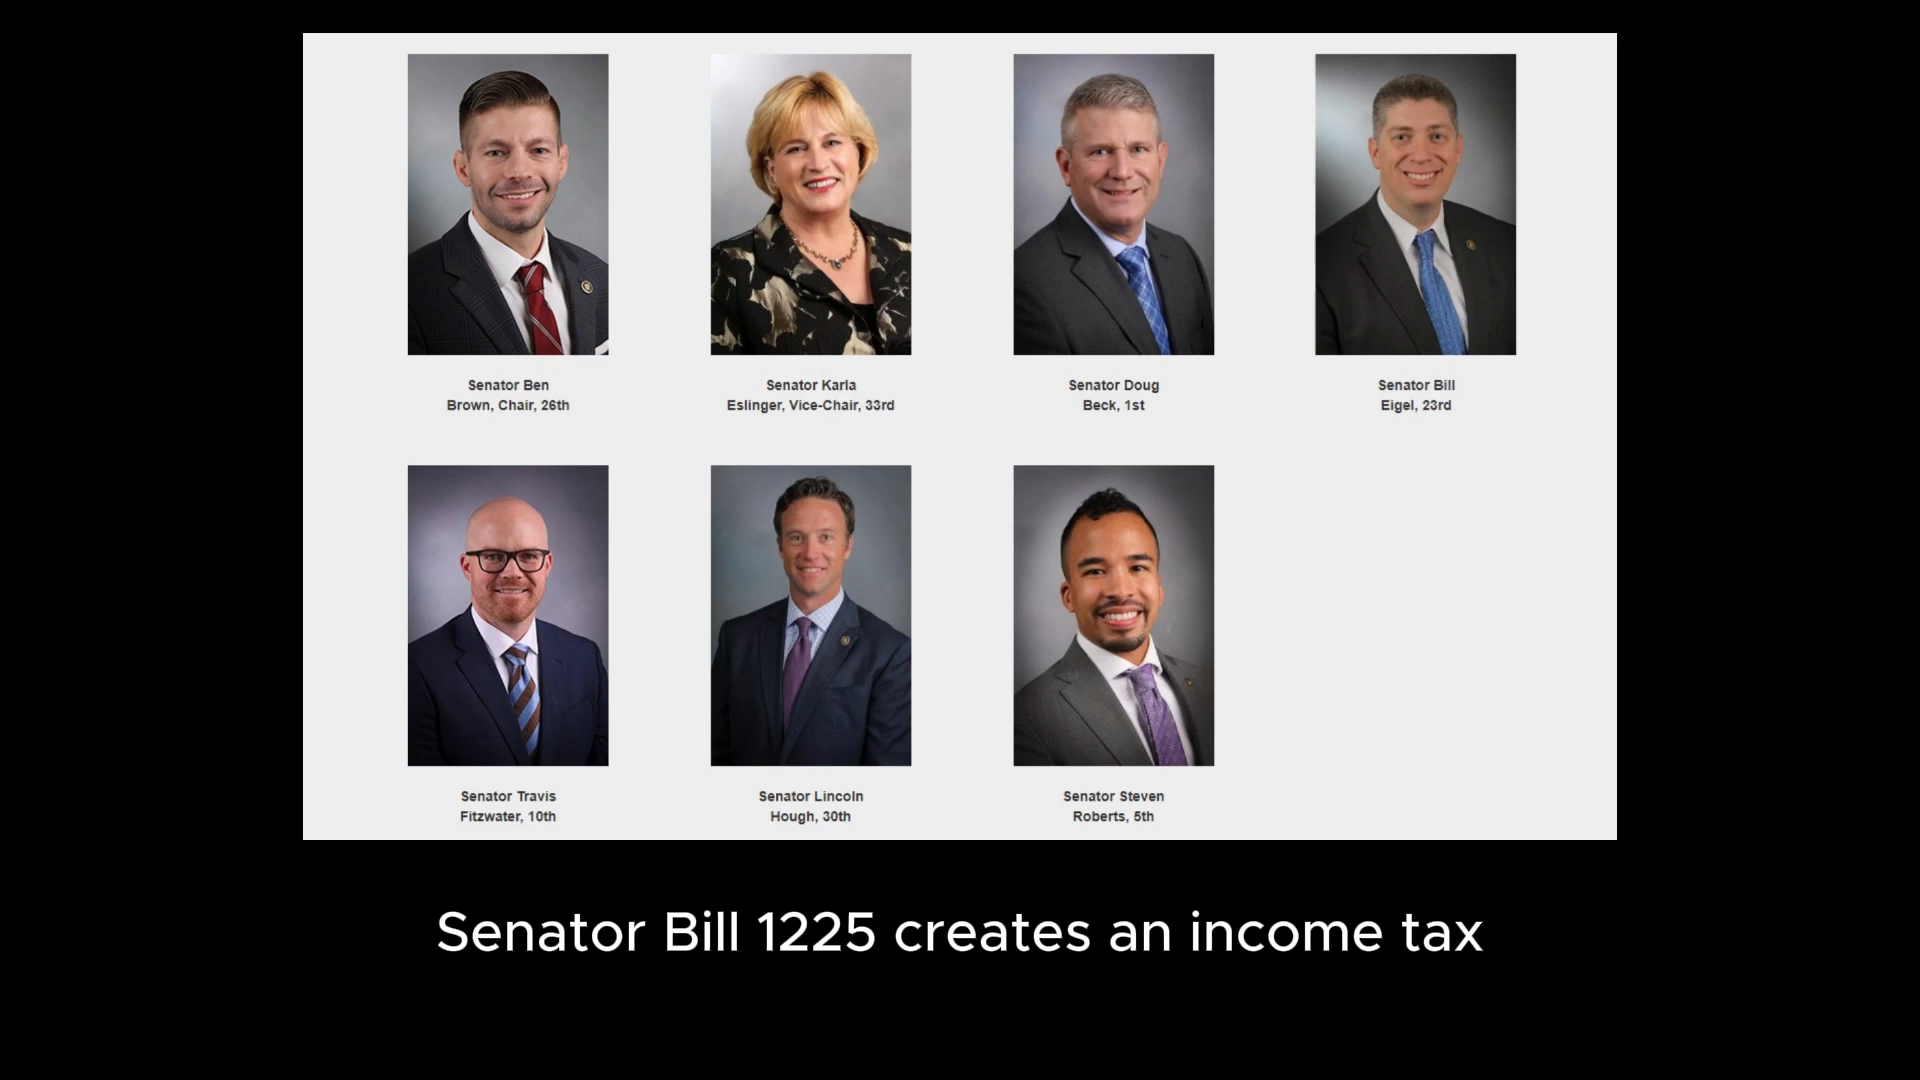 Senator Ben
Brown, Chair, 26th
Senator Karla
Eslinger, Vice-Chair, 33rd
Senator Doug
Beck, 1st
Senator Bill
Eigel, 23rd
Senator Travis
Fitzwater, 10th
Senator Lincoln
Hough, 30th
Senator Steven
Roberts, 5th
Senator Bill 1225 creates an income tax